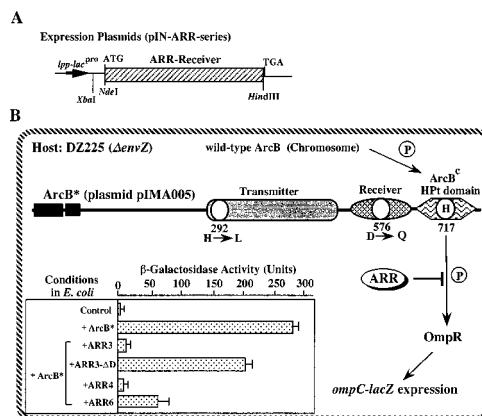 A
Expression Plasmids (pIN-ARR-series)
lpp-lac pro ATG ARR-Receiver TGA
XbaI NdeI HindIII
B
Host: DZ225 (ΔenvZ) wild-type ArcB (Chromosome) P
ArcB* (plasmid pIMA005) Transmitter Receiver ArcBc HPt domain
H
292 576 717
H → L D → Q
β-Galactosidase Activity (Units)
Conditions in E. coli
0 50 100 150 200 250 300
Control
+ ArcB*
+ArcB*
+ARR3
+ARR3-ΔD
+ARR4
+ARR6
ARR P
OmpR
ompC-lacZ expression